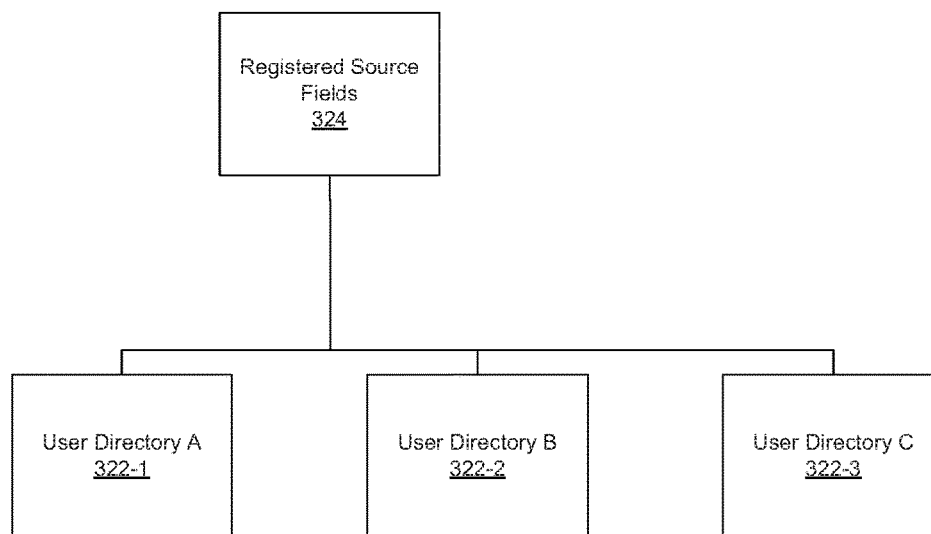 Registered Source
Fields
324
User Directory A
322-1
User Directory B
322-2
User Directory C
322-3